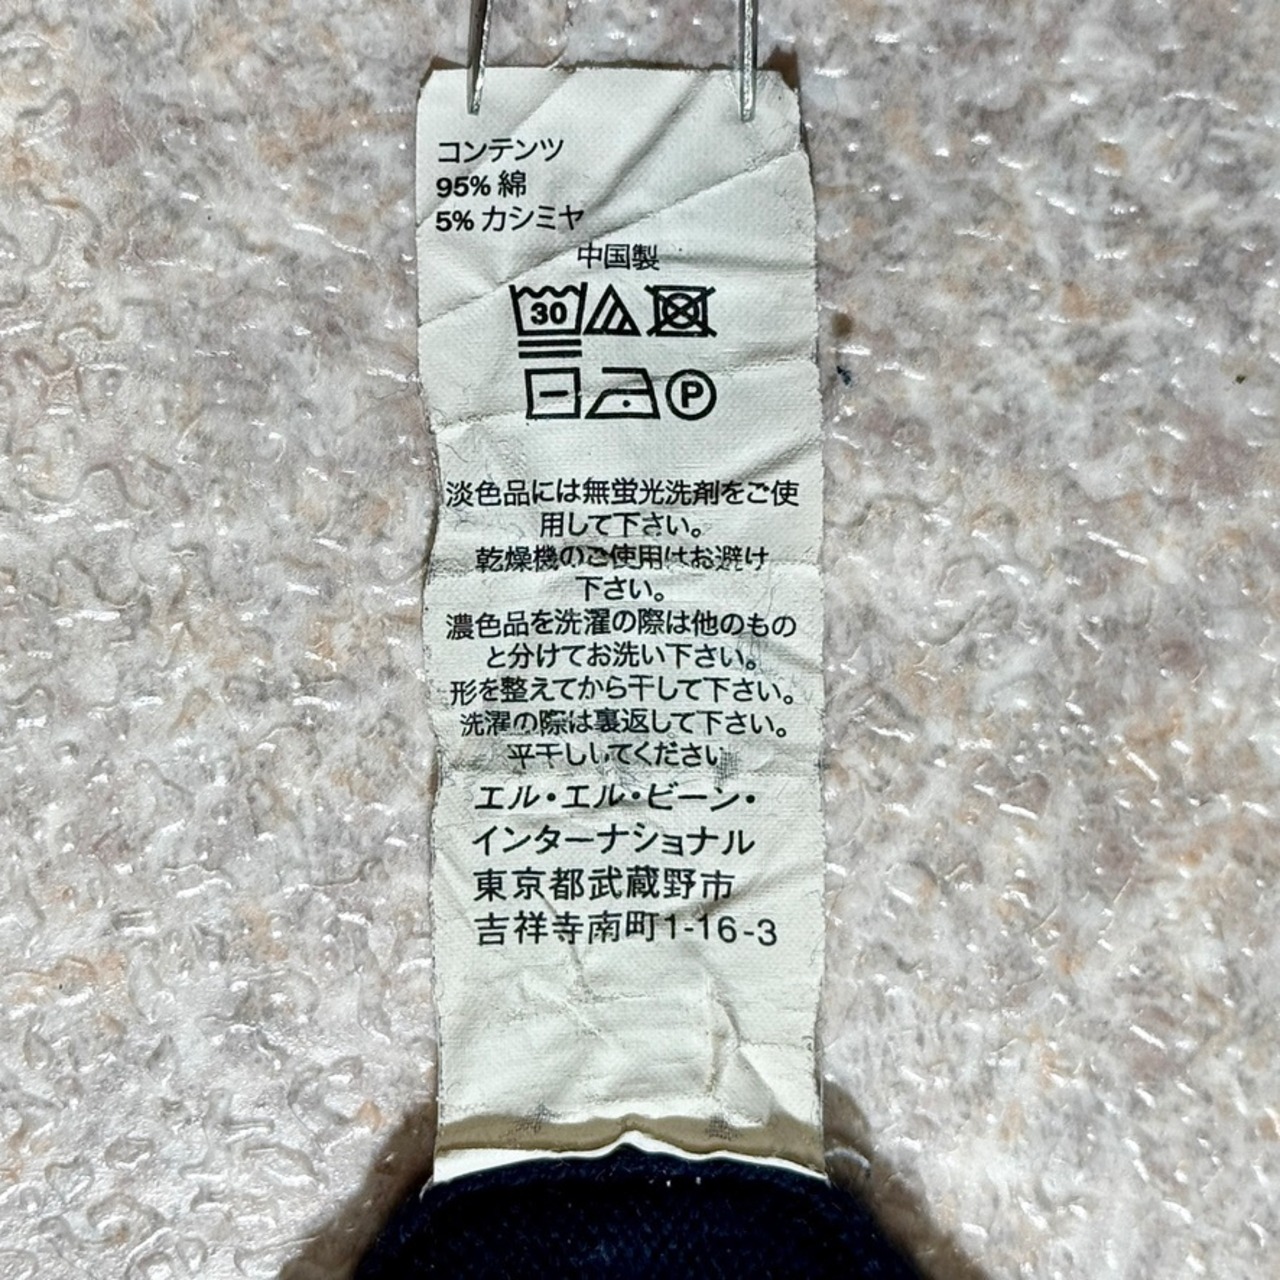 コンテンツ
95% 綿
5% カシミヤ
中国製
30
P
淡色品には無蛍光洗剤をご使
用して下さい。
乾燥機のご使用はお避け
下さい。
濃色品を洗濯の際は他のもの
と分けてお洗い下さい。
形を整えてから干して下さい。
洗濯の際は裏返して下さい。
平干ししてください
エル・エル・ビーン・
インターナショナル
東京都武蔵野市
吉祥寺南町1-16-3